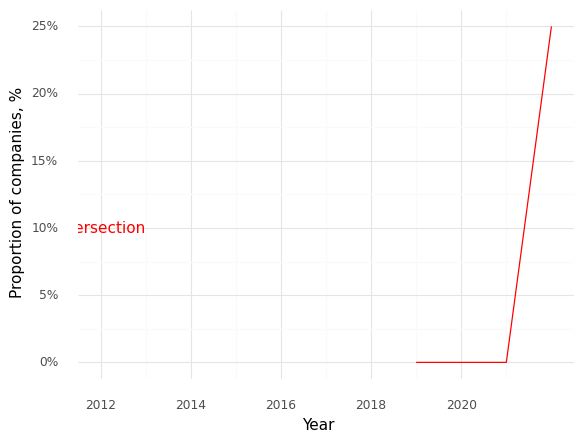 25%
20%
15%
10%
5%
0%
Proportion of companies, %
ersection
2012 2014 2016 2018 2020
Year